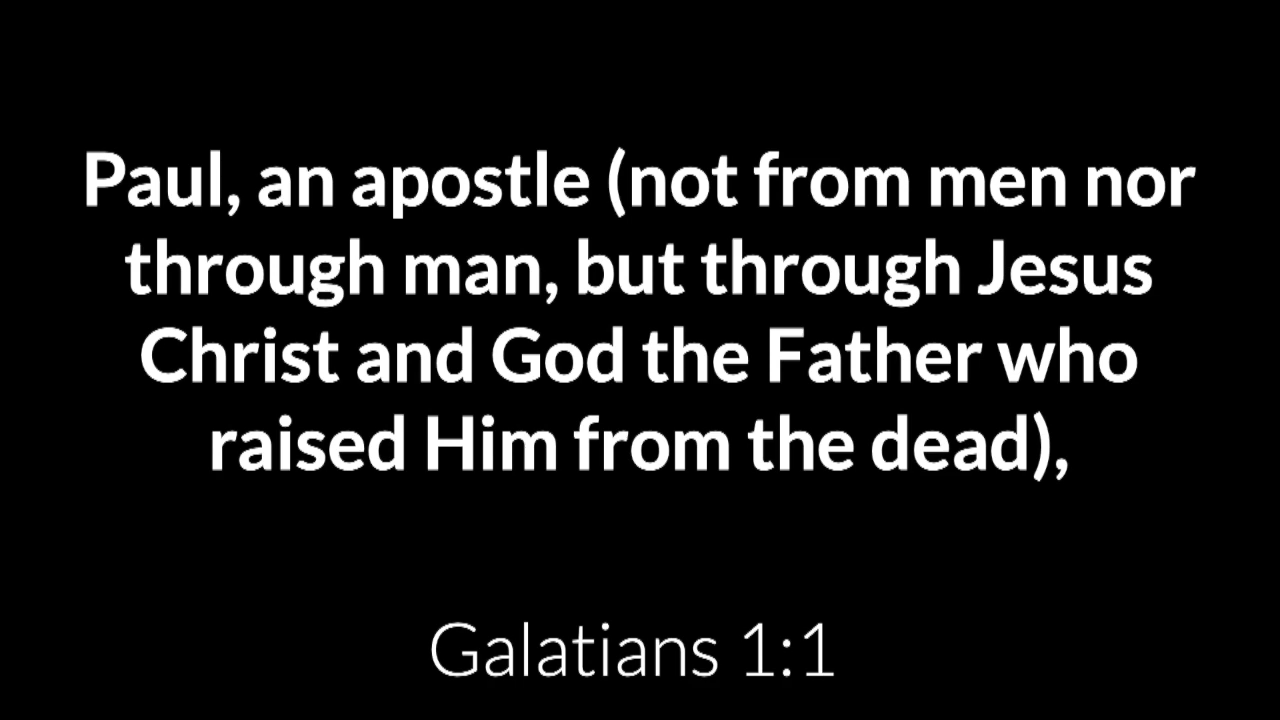 Paul, an apostle (not from men nor
through man, but through Jesus
Christ and God the Father who
raised Him from the dead),
Galatians 1:1